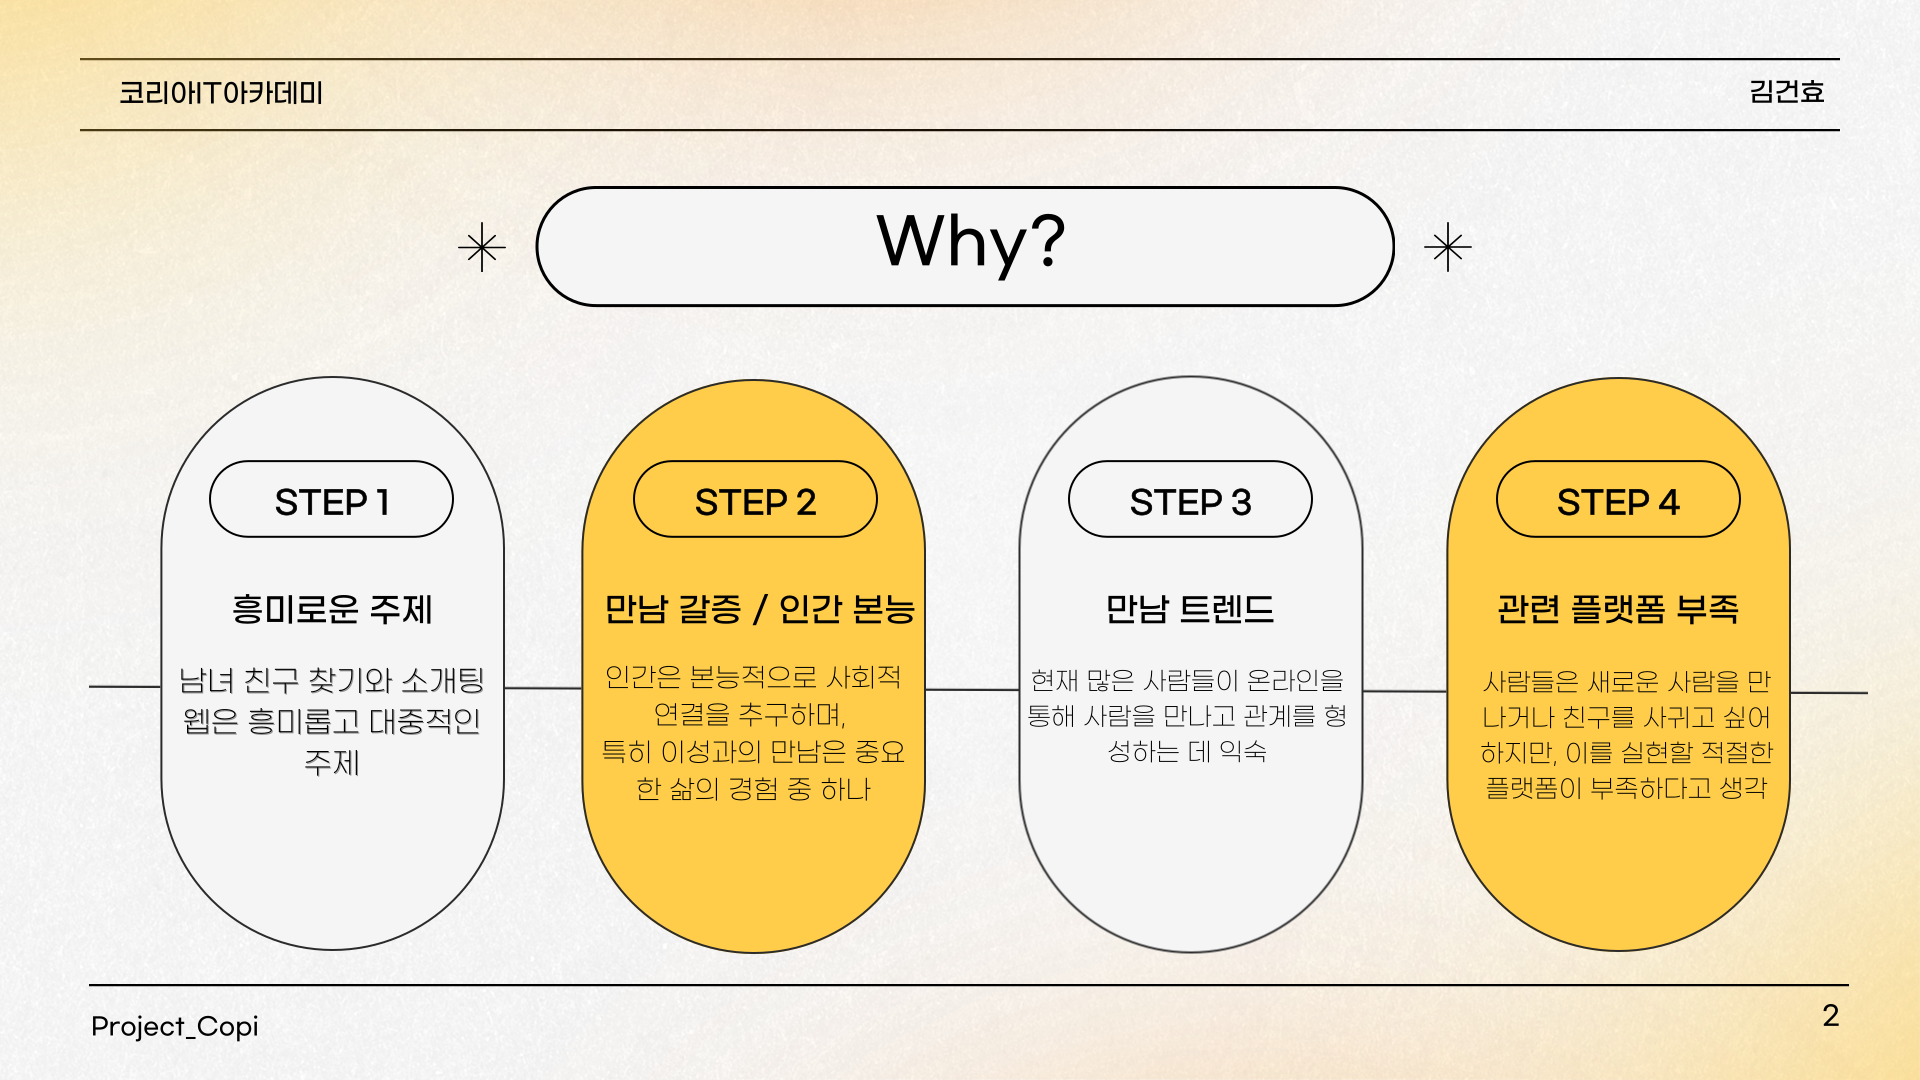 코리아IT아카데미
김건효
Why?
STEP 1
흥미로운 주제
남녀 친구 찾기와 소개팅
웹은 흥미롭고 대중적인
주제
STEP 2
만남 갈증 / 인간 본능
인간은 본능적으로 사회적
연결을 추구하며,
특히 이성과의 만남은 중요
한 삶의 경험 중 하나
STEP 3
만남 트렌드
현재 많은 사람들이 온라인을
통해 사람을 만나고 관계를 형
성하는 데 익숙
STEP 4
관련 플랫폼 부족
사람들은 새로운 사람을 만
나거나 친구를 사귀고 싶어
하지만, 이를 실현할 적절한
플랫폼이 부족하다고 생각
Project_Copi
2